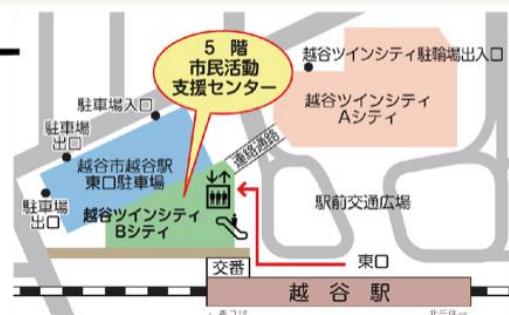 5 階
市民活動
支援センター
越谷ツインシティ駐輪場出入口
越谷ツインシティ
Aシティ
駐車場入口
駐車場
出口
越谷市越谷駅
東口駐車場
連絡通路
駐車場
出口
越谷ツインシティ
Bシティ
駅前交通広場
東口
交番
越谷駅